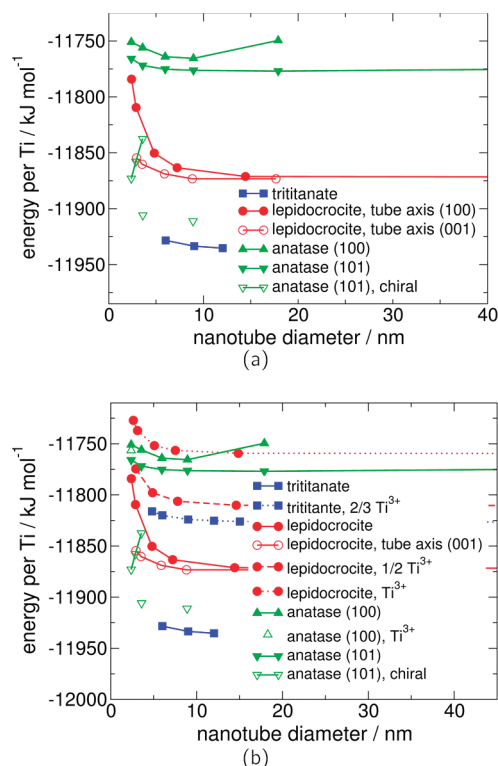 (a)
-11750
-11800
-11850
-11900
-11950
energy per Ti / kJ mol⁻¹
trititanate
lepidocrocite, tube axis (100)
lepidocrocite, tube axis (001)
anatase (100)
anatase (101)
anatase (101), chiral
0 10 20 30 40
nanotube diameter / nm
(a)
-11750
-11800
-11850
-11900
-11950
-12000
energy per Ti / kJ mol⁻¹
trititanate
trititante, 2/3 Ti³⁺
lepidocrocite
lepidocrocite, tube axis (001)
lepidocrocite, 1/2 Ti³⁺
lepidocrocite, Ti³⁺
anatase (100)
anatase (100), Ti³⁺
anatase (101)
anatase (101), chiral
0 10 20 30 40
nanotube diameter / nm
(b)